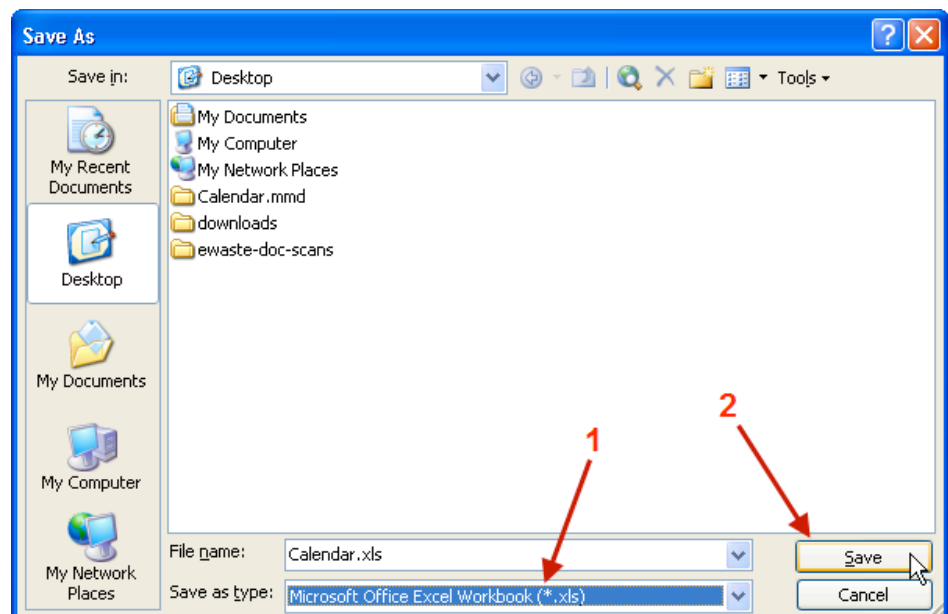 Save As
Save in:
Desktop
Tools
My Recent
Documents
Desktop
My Documents
My Computer
My Network
Places
My Documents
My Computer
My Network Places
Calendar.mmd
downloads
ewaste-doc-scans
1
2
File name:
Calendar.xls
Save
Save as type:
Microsoft Office Excel Workbook (*.xls)
Cancel